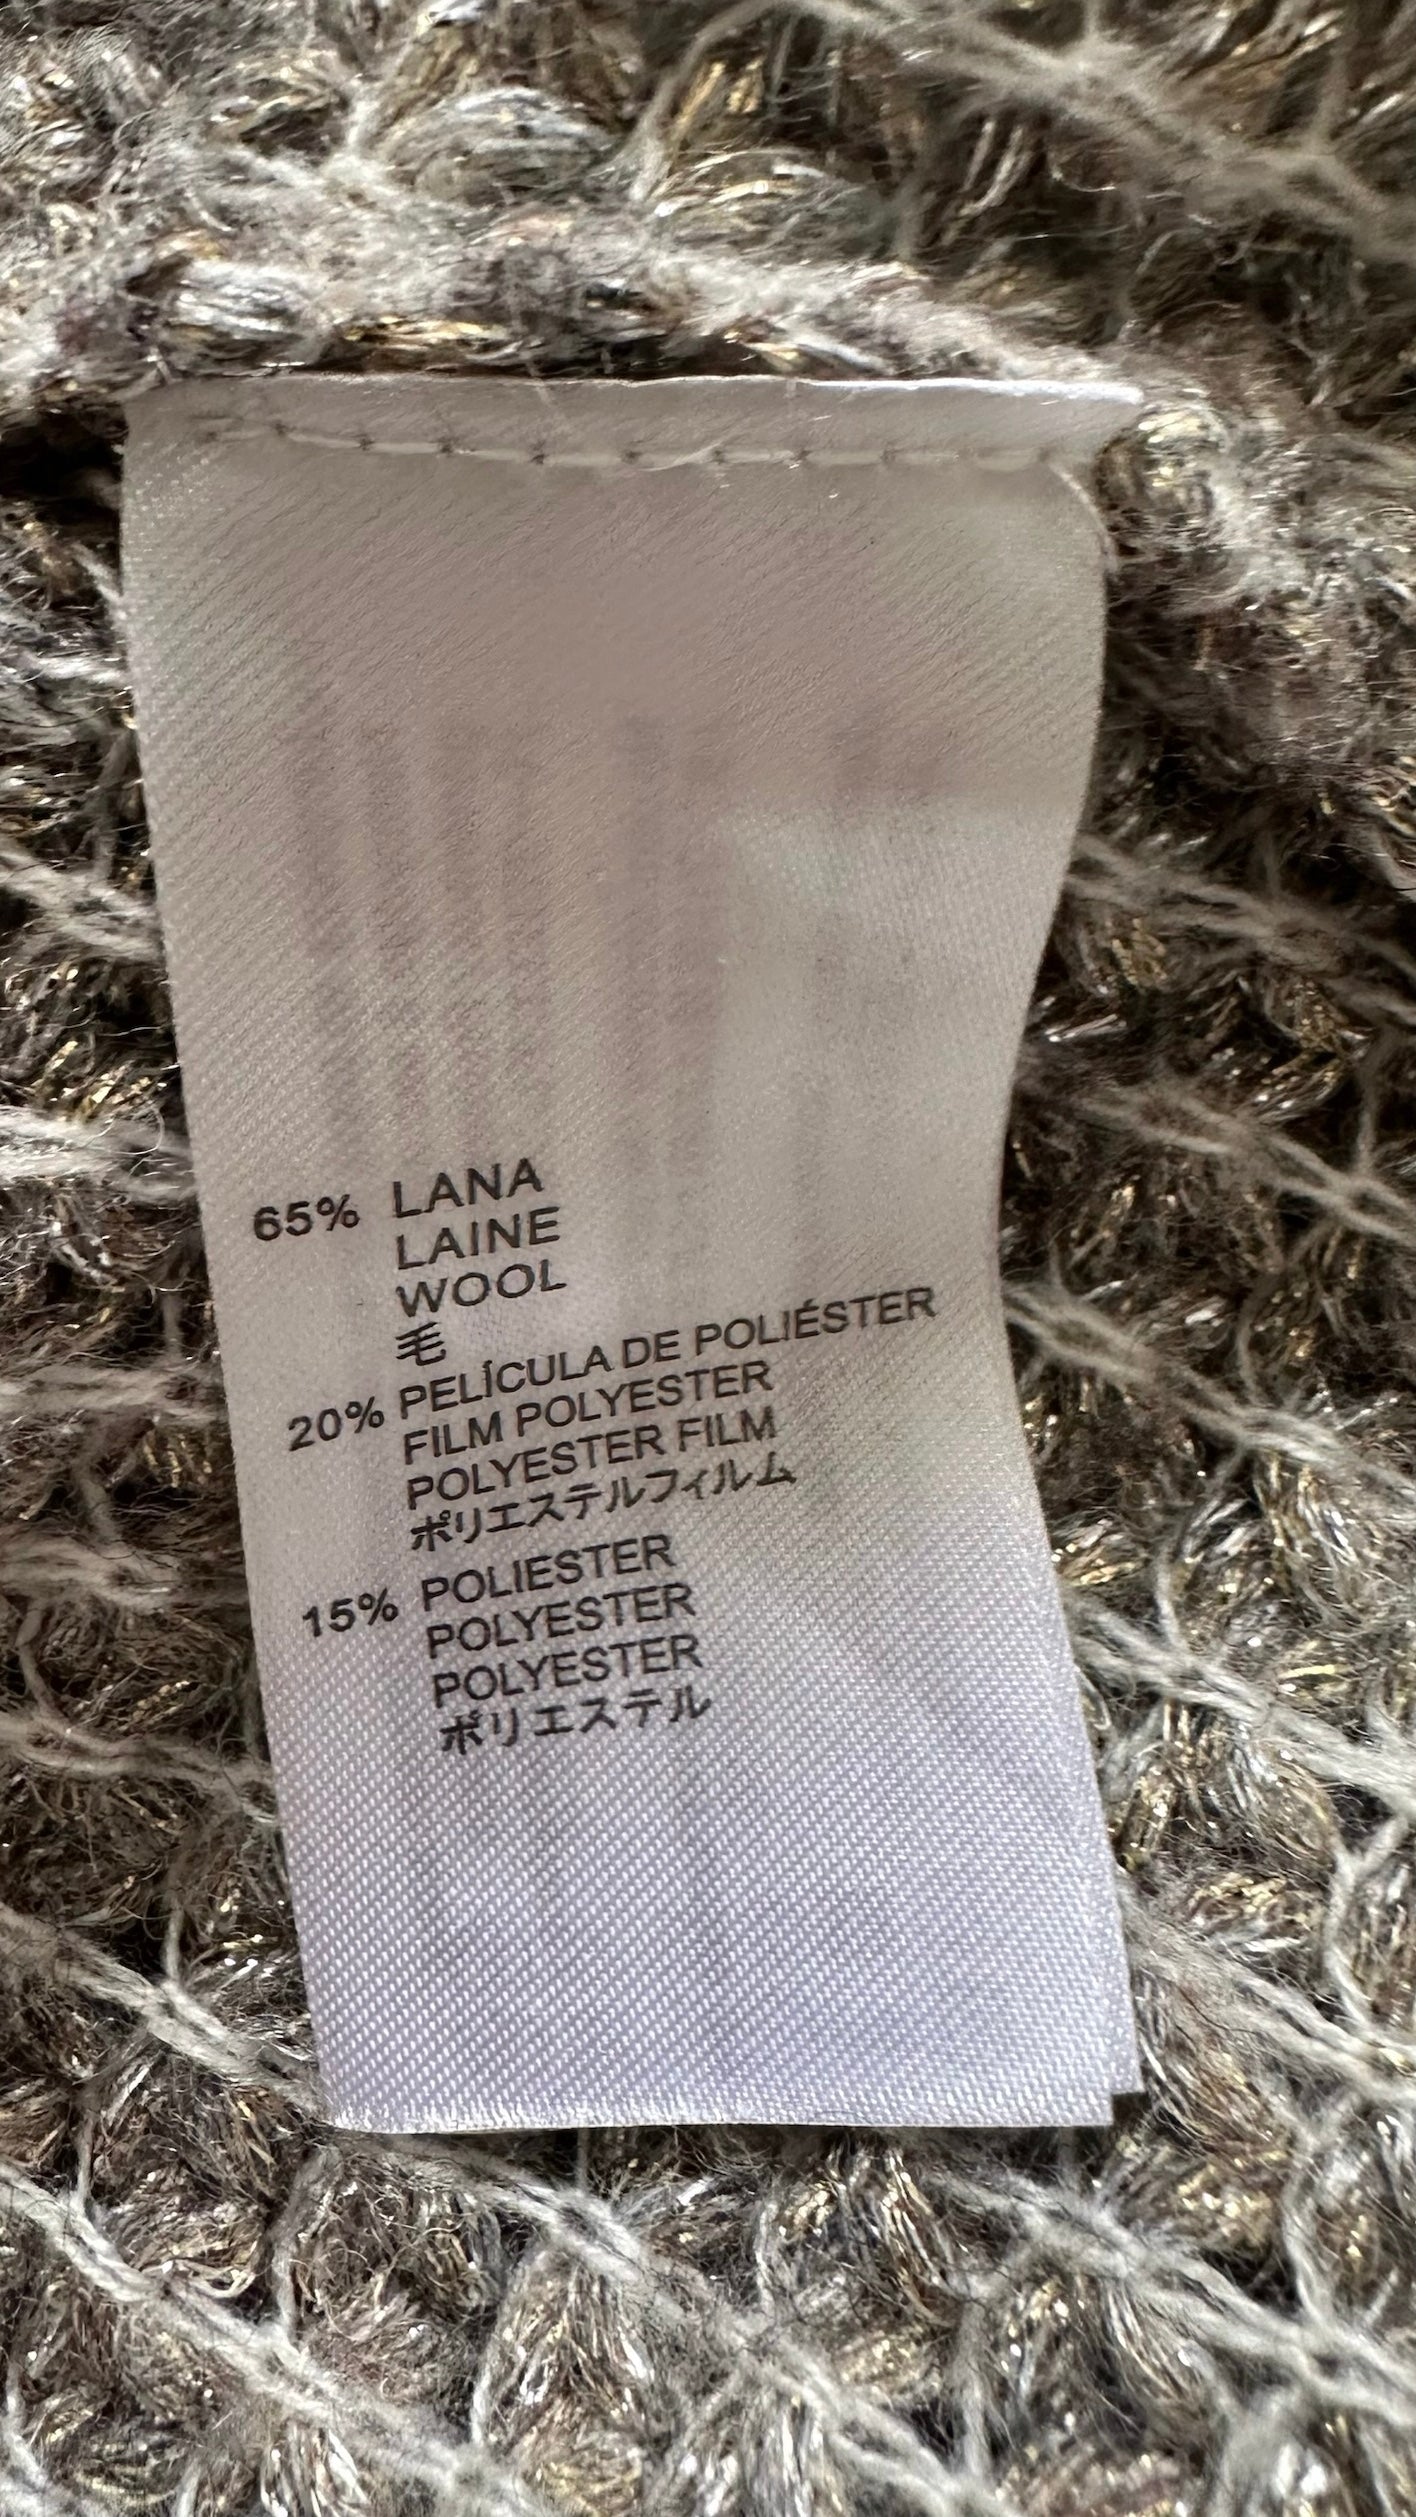 65% LANA
LAINE
WOOL
毛
20% PELÍCULA DE POLIÉSTER
FILM POLYESTER
POLYESTER FILM
ポリエステルフィルム
15% POLIESTER
POLYESTER
POLYESTER
ポリエステル